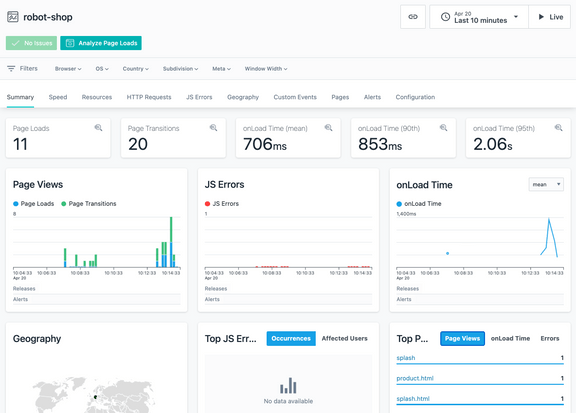 robot-shop
Apr 20
Last 10 minutes
Live
No Issues
Analyze Page Loads
Filters Browser OS Country Subdivision Meta Window Width
Summary Speed Resources HTTP Requests JS Errors Geography Custom Events Pages Alerts Configuration
Page Loads
11
Page Transitions
20
onLoad Time (mean)
706ms
onLoad Time (90th)
853ms
onLoad Time (95th)
2.06s
Page Views
Page Loads Page Transitions
8
10:04:33 10:06:33 10:08:33 10:10:33 10:12:33 10:14:33
Apr 20
Releases
Alerts
JS Errors
JS Errors
1
10:04:33 10:06:33 10:08:33 10:10:33 10:12:33 10:14:33
Apr 20
Releases
Alerts
onLoad Time
mean
onLoad Time
1,400ms
10:04:33 10:06:33 10:08:33 10:10:33 10:12:33 10:14:33
Apr 20
Releases
Alerts
Geography
Top JS Err... Occurrences Affected Users
No data available
Top P... Page Views onLoad Time Errors
splash 1
product.html 1
splash.html 1